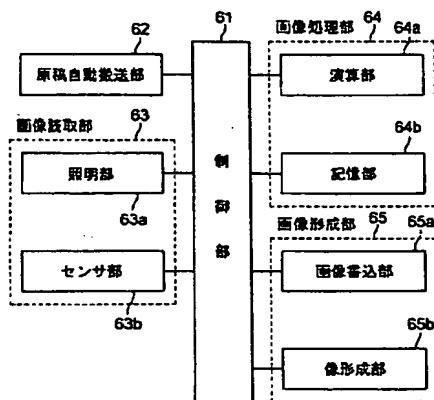 61
62
原稿自動搬送部
画像読取部
63
照明部
63a
センサ部
63b
制御部
画像処理部
64
64a
演算部
64b
記憶部
画像形成部
65
65a
画像書込部
65b
像形成部